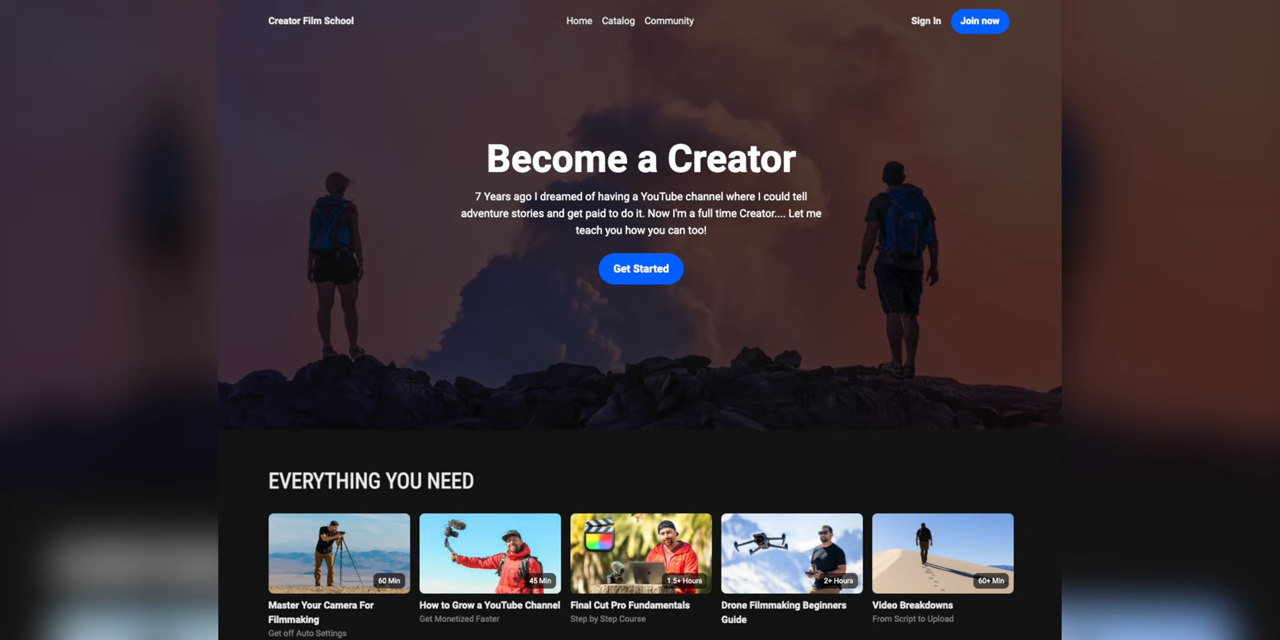 Creator Film School
Home Catalog Community
Sign In Join now
Become a Creator
7 Years ago I dreamed of having a YouTube channel where I could tell
adventure stories and get paid to do it. Now I'm a full time Creator.... Let me
teach you how you can too!
Get Started
EVERYTHING YOU NEED
60 Min
45 Min
1.5+ Hours
2+ Hours
60+ Min
Master Your Camera For
Filmmaking
Get off Auto Settings
How to Grow a YouTube Channel
Get Monetized Faster
Final Cut Pro Fundamentals
Step by Step Course
Drone Filmmaking Beginners
Guide
Video Breakdowns
From Script to Upload